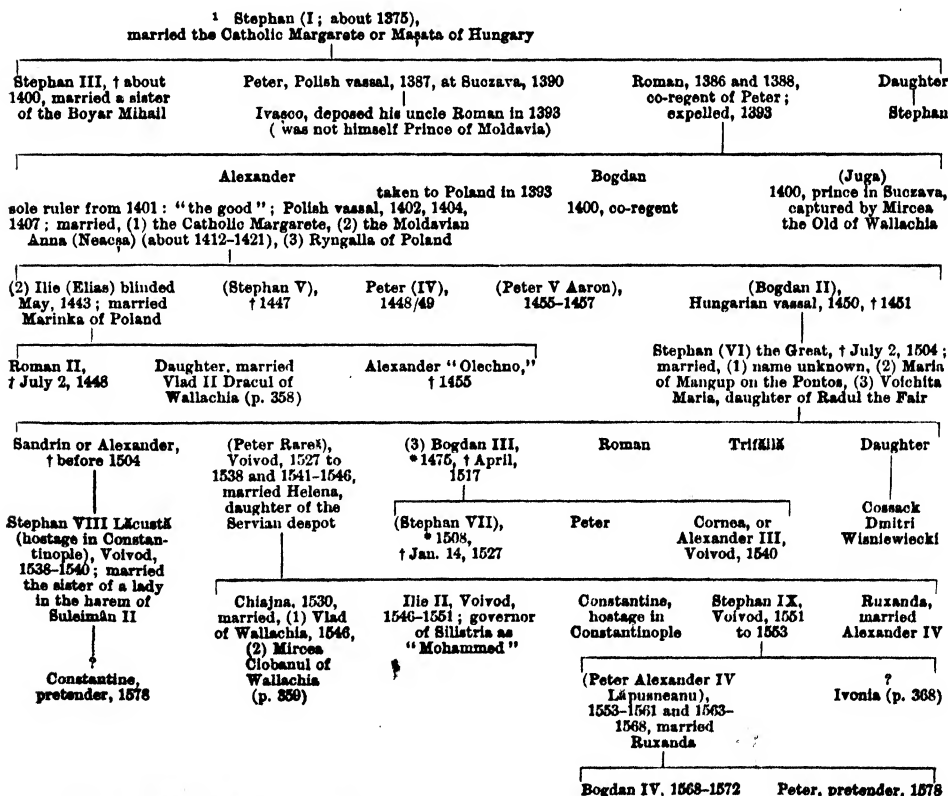 ¹ Stephan (I ; about 1375),
married the Catholic Margarete or Mașata of Hungary
Stephan III, † about
1400, married a sister
of the Boyar Mihail
Peter, Polish vassal, 1387, at Suczava, 1390
Ivasco, deposed his uncle Roman in 1393
( was not himself Prince of Moldavia)
Roman, 1386 and 1388,
co-regent of Peter ;
expelled, 1393
Daughter
Stephan
Alexander
taken to Poland in 1393
Bogdan
sole ruler from 1401 : "the good" ; Polish vassal, 1402, 1404,
1407 ; married, (1) the Catholic Margarete, (2) the Moldavian
Anna (Neacșa) (about 1412-1421), (3) Ryngalla of Poland
1400, co-regent
(Juga)
1400, prince in Suczava,
captured by Mircea
the Old of Wallachia
(2) Ilie (Elias) blinded
May, 1443 ; married
Marinka of Poland
(Stephan V),
† 1447
Peter (IV),
1448/49
(Peter V Aaron),
1455-1457
(Bogdan II),
Hungarian vassal, 1450, † 1451
Roman II,
† July 2, 1448
Daughter, married
Vlad II Dracul of
Wallachia (p. 358)
Alexander "Olechno,"
† 1455
Stephan (VI) the Great, † July 2, 1504 ;
married, (1) name unknown, (2) Maria
of Mangup on the Pontos, (3) Voichita
Maria, daughter of Radul the Fair
Sandrin or Alexander,
† before 1504
(Peter Rareš),
Voivod, 1527 to
1538 and 1541-1546,
married Helena,
daughter of the
Servian despot
(3) Bogdan III,
* 1475, † April,
1517
Roman
Trifăilă
Daughter
Stephan VIII Lăcustă
(hostage in Constan-
tinople), Voivod,
1538-1540 ; married
the sister of a lady
in the harem of
Suleimân II
(Stephan VII),
* 1508,
† Jan. 14, 1527
Peter
Cornea, or
Alexander III,
Voivod, 1540
Cossack
Dmitri
Wisniewiecki
?
Constantine,
pretender, 1578
Chiajna, 1530,
married, (1) Vlad
of Wallachia, 1546,
(2) Mircea
Ciobanul of
Wallachia
(p. 359)
Ilie II, Voivod,
1546-1551 ; governor
of Silistria as
"Mohammed"
Constantine,
hostage in
Constantinople
Stephan IX,
Voivod, 1551
to 1553
Ruxanda,
married
Alexander IV
(Peter Alexander IV
Lăpusneanu),
1553-1561 and 1563-
1568, married
Ruxanda
?
Ivonia (p. 368)
Bogdan IV, 1568-1572
Peter, pretender, 1578